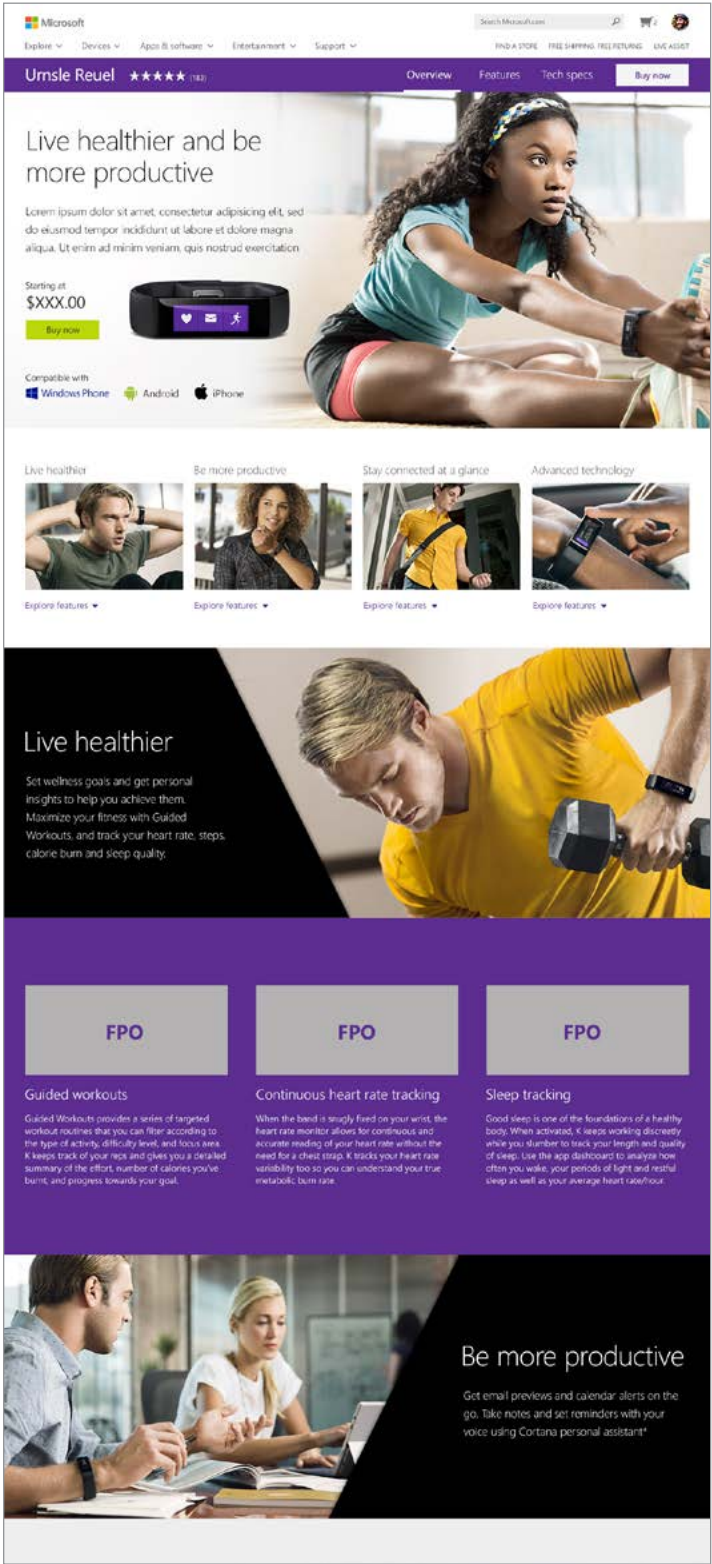 Microsoft
Search Microsoft.com
2
Explore
Devices
Apps & software
Entertainment
Support
FIND A STORE
FREE SHIPPING. FREE RETURNS.
LIVE ASSIST
Umsle Reuel
(182)
Overview
Features
Tech specs
Buy now
Live healthier and be
more productive
Lorem ipsum dolor sit amet, consectetur adipisicing elit, sed
do eiusmod tempor incididunt ut labore et dolore magna
aliqua. Ut enim ad minim veniam, quis nostrud exercitation
Starting at
$XXX.00
Buy now
Compatible with
Windows Phone
Android
iPhone
Live healthier
Be more productive
Stay connected at a glance
Advanced technology
Explore features
Explore features
Explore features
Explore features
Live healthier
Set wellness goals and get personal
insights to help you achieve them.
Maximize your fitness with Guided
Workouts, and track your heart rate, steps,
calorie burn and sleep quality.
FPO
FPO
FPO
Guided workouts
Guided Workouts provides a series of targeted
workout routines that you can filter according to
the type of activity, difficulty level, and focus area.
K keeps track of your reps and gives you a detailed
summary of the effort, number of calories you've
burnt, and progress towards your goal.
Continuous heart rate tracking
When the band is snugly fixed on your wrist, the
heart rate monitor allows for continuous and
accurate reading of your heart rate without the
need for a chest strap. K tracks your heart rate
variability too so you can understand your true
metabolic burn rate.
Sleep tracking
Good sleep is one of the foundations of a healthy
body. When activated, K keeps working discreetly
while you slumber to track your length and quality
of sleep. Use the app dashboard to analyze how
often you wake, your periods of light and restful
sleep as well as your average heart rate/hour.
Be more productive
Get email previews and calendar alerts on the
go. Take notes and set reminders with your
voice using Cortana personal assistant*